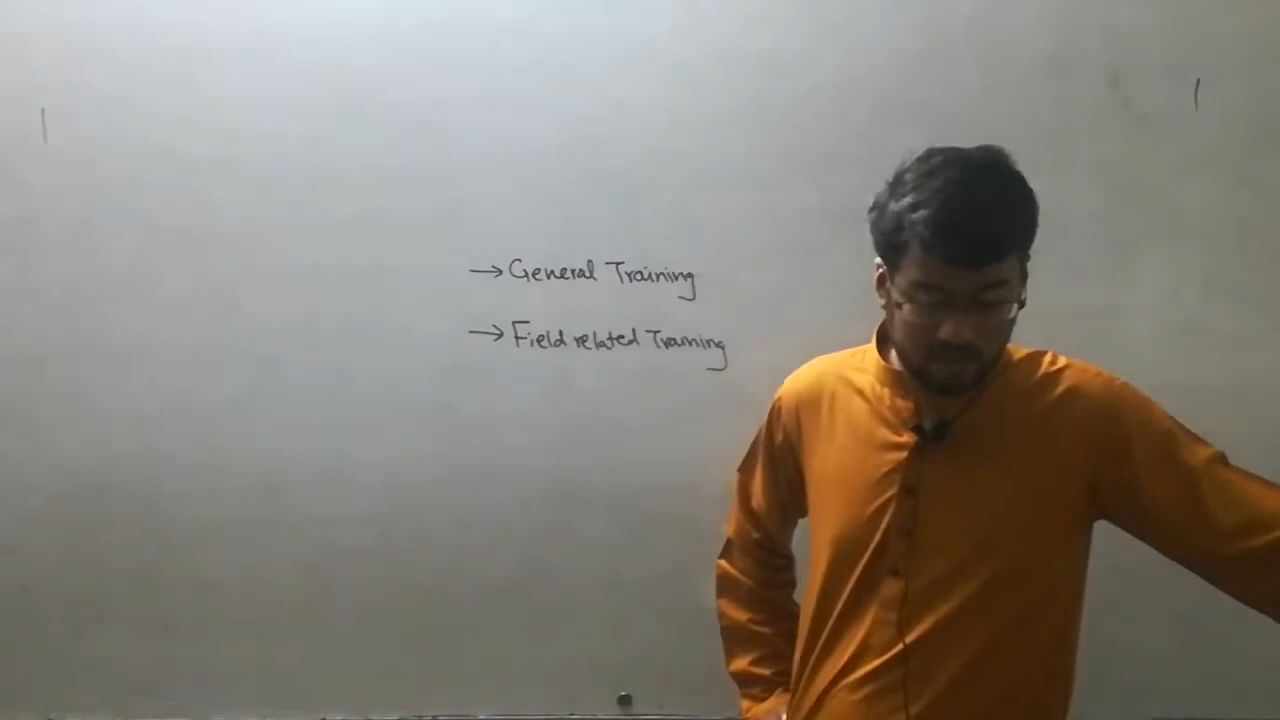 → General Training
→ Field related Training